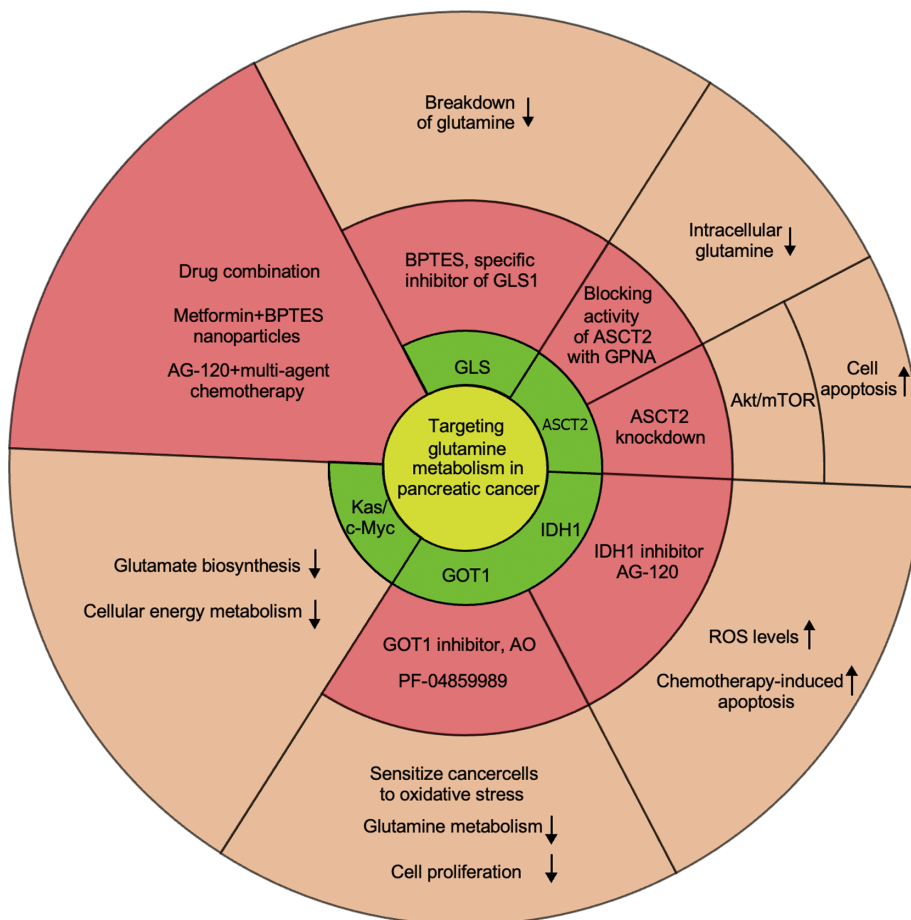 Breakdown
of glutamine
Intracellular
glutamine
BPTES, specific
inhibitor of GLS1
Blocking
activity
of ASCT2
with GPNA
Drug combination
Metformin+BPTES
nanoparticles
AG-120+multi-agent
chemotherapy
GLS
ASCT2
Akt/mTOR
Cell
apoptosis
ASCT2
knockdown
Targeting
glutamine
metabolism in
pancreatic cancer
Kas/
c-Myc
IDH1
GOT1
IDH1 inhibitor
AG-120
Glutamate biosynthesis
Cellular energy metabolism
GOT1 inhibitor, AO
PF-04859989
ROS levels
Chemotherapy-induced
apoptosis
Sensitize cancercells
to oxidative stress
Glutamine metabolism
Cell proliferation